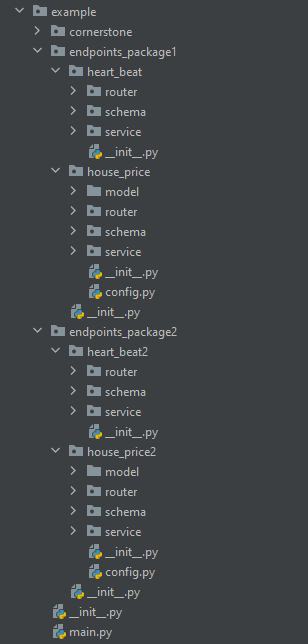 example
cornerstone
endpoints_package1
heart_beat
router
schema
service
__init__.py
house_price
model
router
schema
service
__init__.py
config.py
__init__.py
endpoints_package2
heart_beat2
router
schema
service
__init__.py
house_price2
model
router
schema
service
__init__.py
config.py
__init__.py
__init__.py
main.py